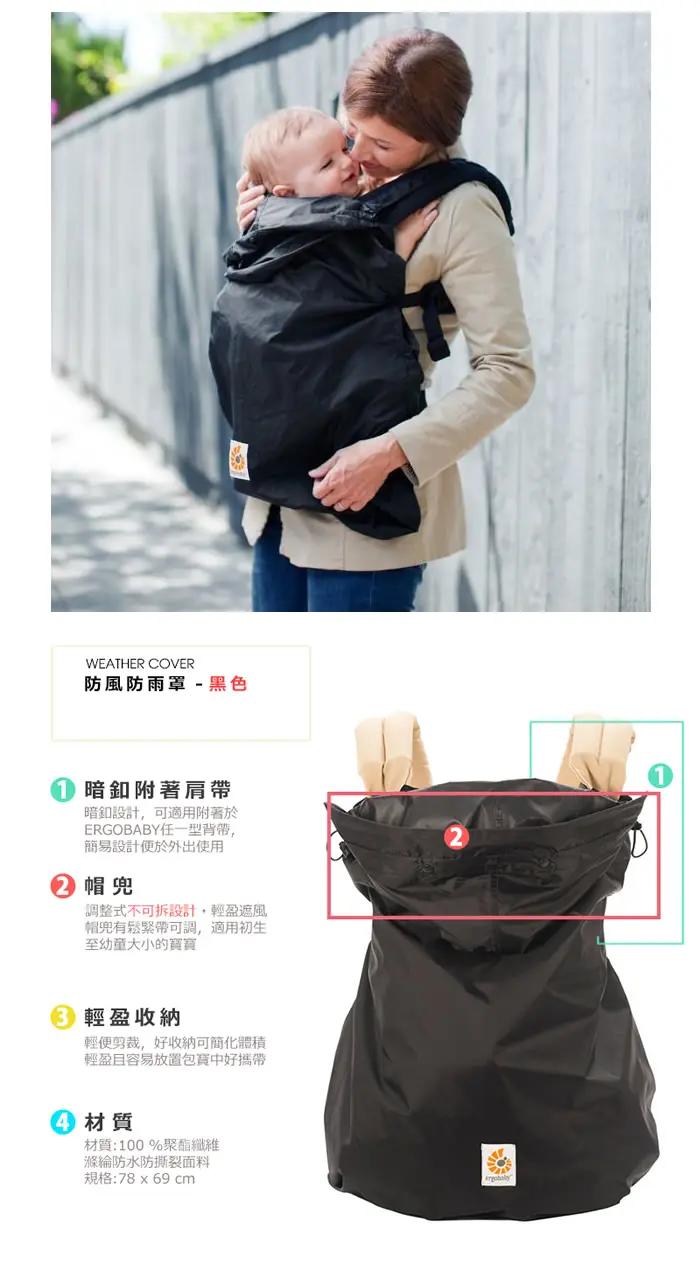 WEATHER COVER
防風防雨罩 - 黑色
1 暗釦附著肩帶
暗釦設計，可適用附著於
ERGOBABY任一型背帶，
簡易設計便於外出使用
2 帽兜
調整式不可拆設計，輕盈遮風
帽兜有鬆緊帶可調，適用初生
至幼童大小的寶寶
3 輕盈收納
輕便剪裁，好收納可簡化體積
輕盈且容易放置包寶中好攜帶
4 材質
材質:100 %聚酯纖維
滌綸防水防撕裂面料
規格:78 x 69 cm
1
2
ergobaby